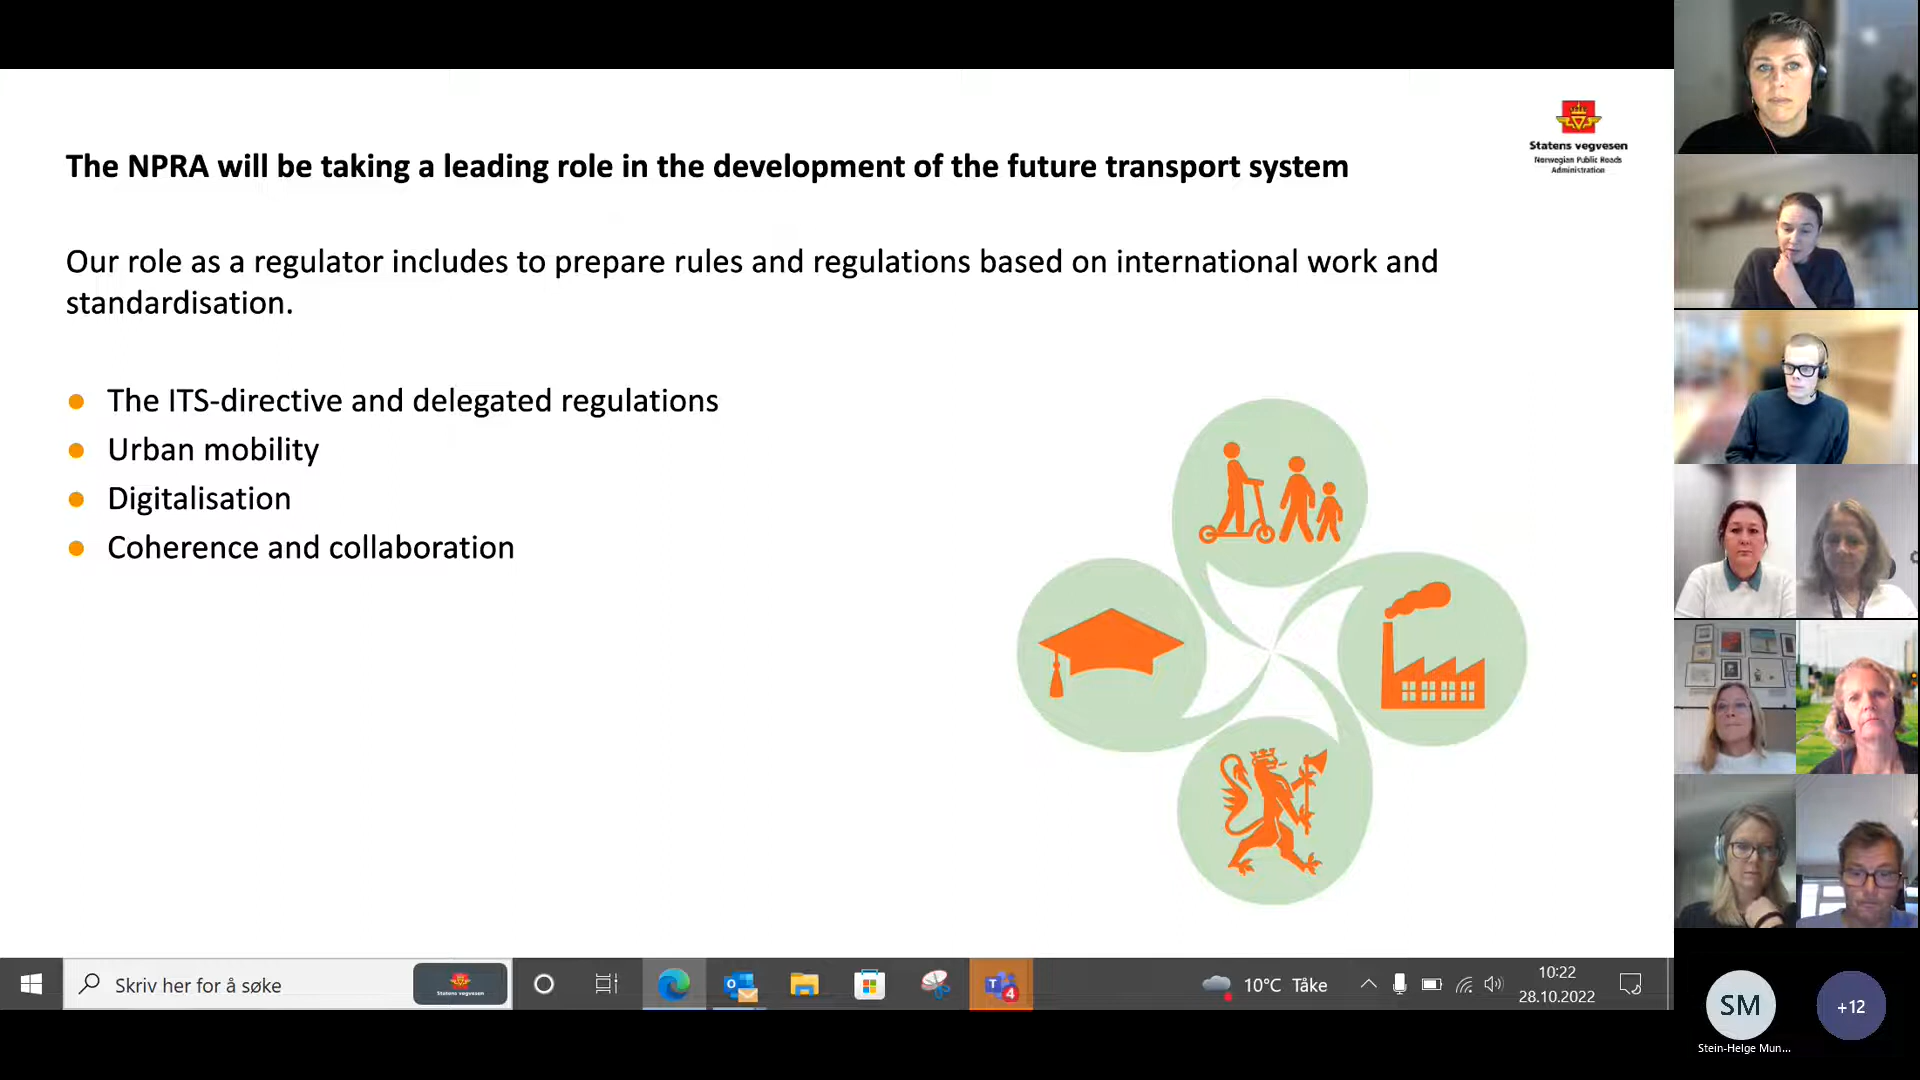 The NPRA will be taking a leading role in the development of the future transport system
Statens vegvesen
Norwegian Public Roads
Administration
Our role as a regulator includes to prepare rules and regulations based on international work and
standardisation.
The ITS-directive and delegated regulations
Urban mobility
Digitalisation
Coherence and collaboration
Skriv her for å søke
Statens vegvesen
4
10°C Tåke
10:22
28.10.2022
SM
+12
Stein-Helge Mun...